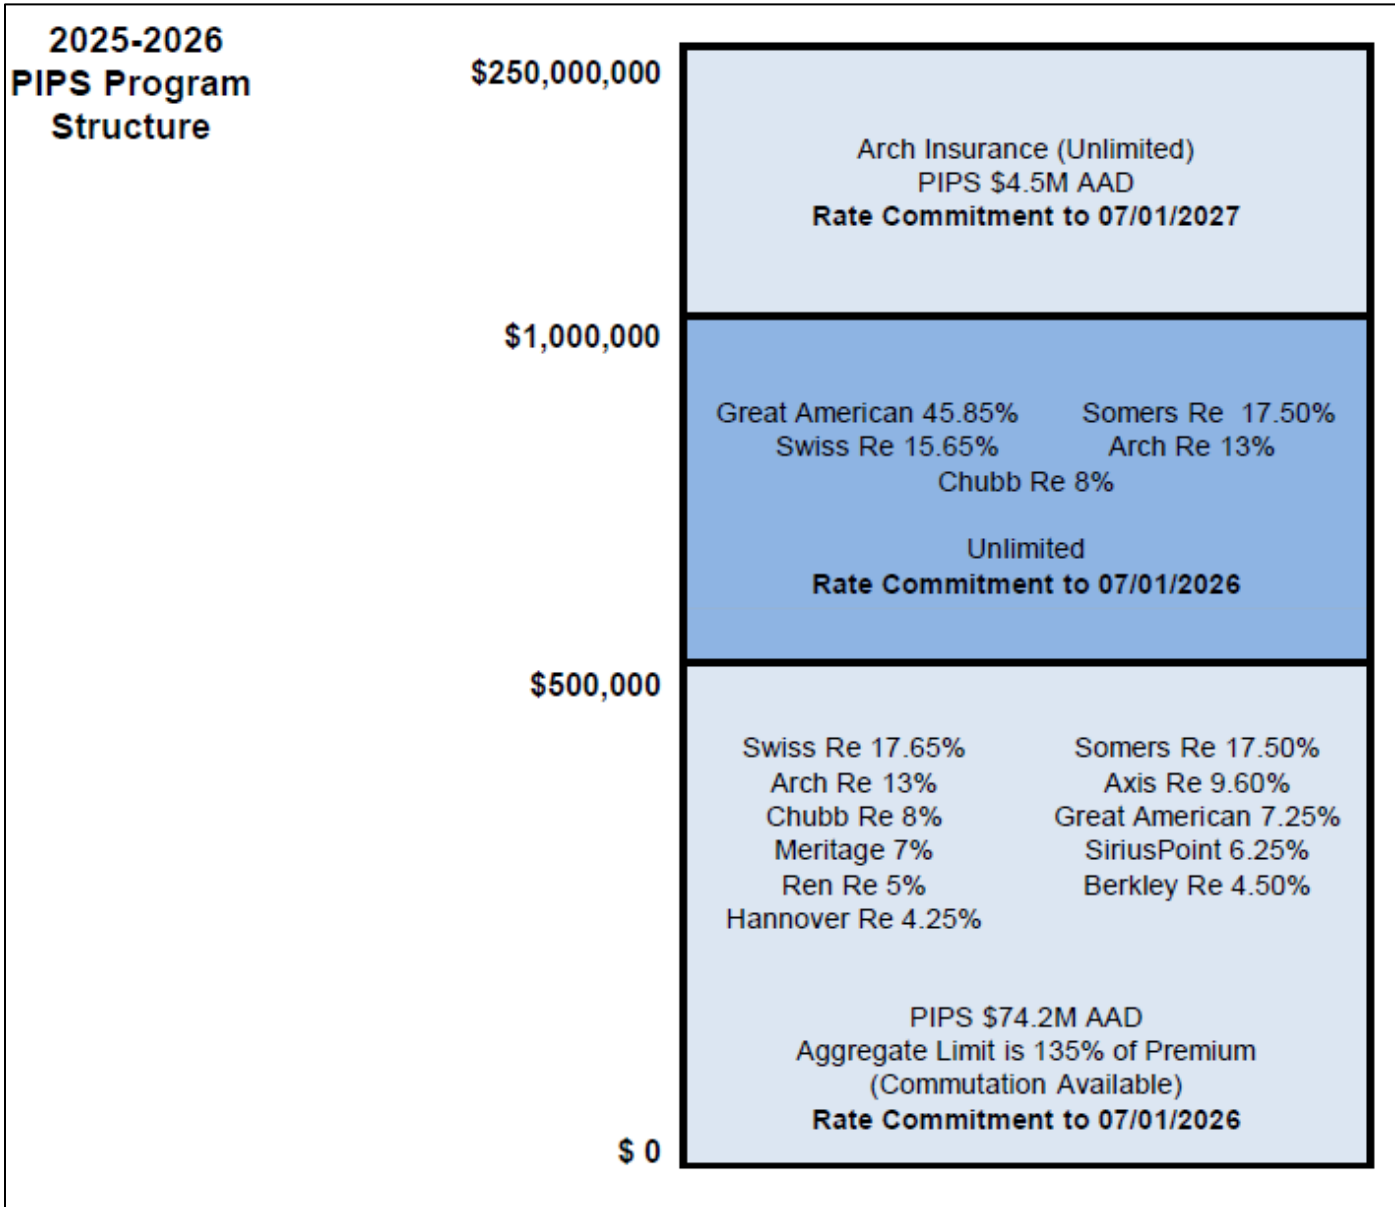 2025-2026
PIPS Program
Structure
$250,000,000
Arch Insurance (Unlimited)
PIPS $4.5M AAD
Rate Commitment to 07/01/2027
$1,000,000
Great American 45.85% Somers Re 17.50%
Swiss Re 15.65% Arch Re 13%
Chubb Re 8%
Unlimited
Rate Commitment to 07/01/2026
$500,000
Swiss Re 17.65% Somers Re 17.50%
Arch Re 13% Axis Re 9.60%
Chubb Re 8% Great American 7.25%
Meritage 7% SiriusPoint 6.25%
Ren Re 5% Berkley Re 4.50%
Hannover Re 4.25%
PIPS $74.2M AAD
Aggregate Limit is 135% of Premium
(Commutation Available)
Rate Commitment to 07/01/2026
$ 0